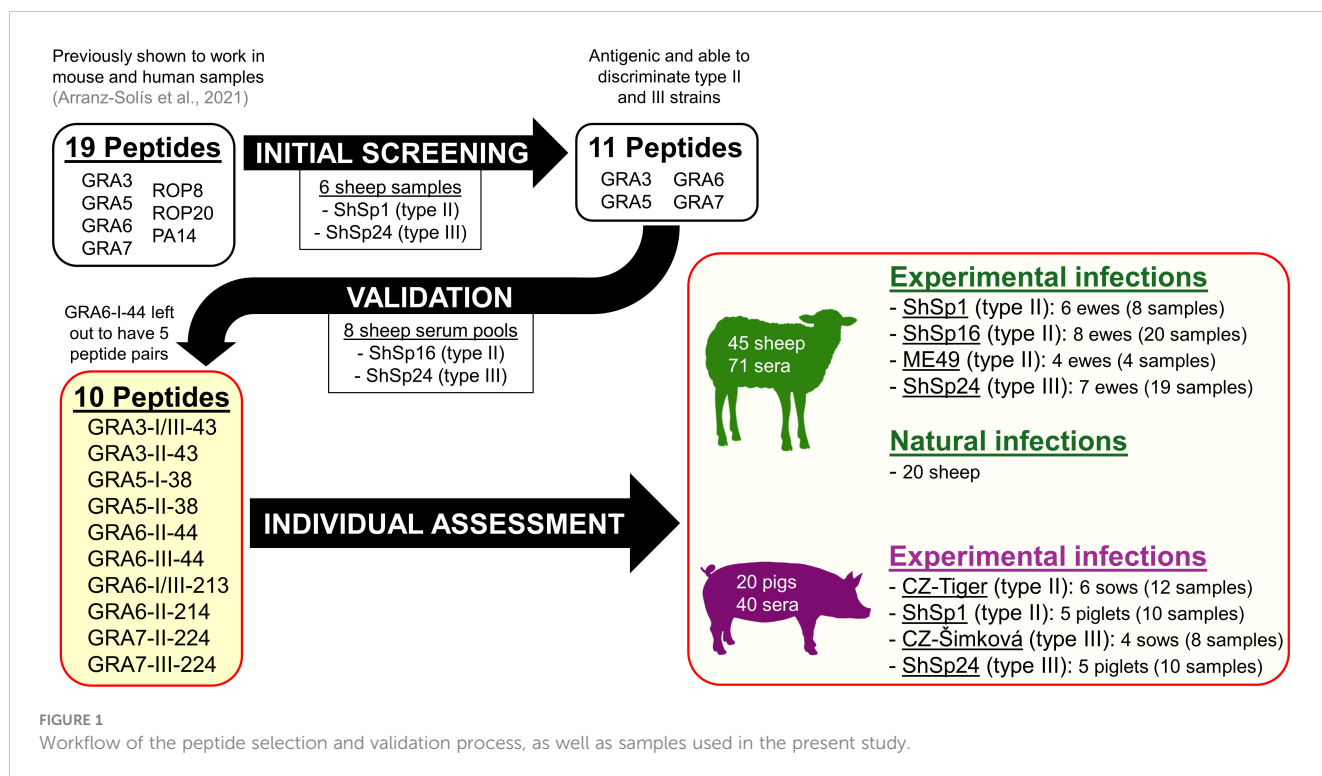 Previously shown to work in
mouse and human samples
(Arranz-Solís et al., 2021)
19 Peptides
GRA3
GRA5
GRA6
GRA7
ROP8
ROP20
PA14
INITIAL SCREENING
6 sheep samples
- ShSp1 (type II)
- ShSp24 (type III)
Antigenic and able to
discriminate type II
and III strains
11 Peptides
GRA3 GRA6
GRA5 GRA7
VALIDATION
8 sheep serum pools
- ShSp16 (type II)
- ShSp24 (type III)
GRA6-I-44 left
out to have 5
peptide pairs
10 Peptides
GRA3-I/III-43
GRA3-II-43
GRA5-I-38
GRA5-II-38
GRA6-II-44
GRA6-III-44
GRA6-I/III-213
GRA6-II-214
GRA7-II-224
GRA7-III-224
INDIVIDUAL ASSESSMENT
45 sheep
71 sera
Experimental infections
- ShSp1 (type II): 6 ewes (8 samples)
- ShSp16 (type II): 8 ewes (20 samples)
- ME49 (type II): 4 ewes (4 samples)
- ShSp24 (type III): 7 ewes (19 samples)
Natural infections
- 20 sheep
20 pigs
40 sera
Experimental infections
- CZ-Tiger (type II): 6 sows (12 samples)
- ShSp1 (type II): 5 piglets (10 samples)
- CZ-Šimková (type III): 4 sows (8 samples)
- ShSp24 (type III): 5 piglets (10 samples)
FIGURE 1
Workflow of the peptide selection and validation process, as well as samples used in the present study.